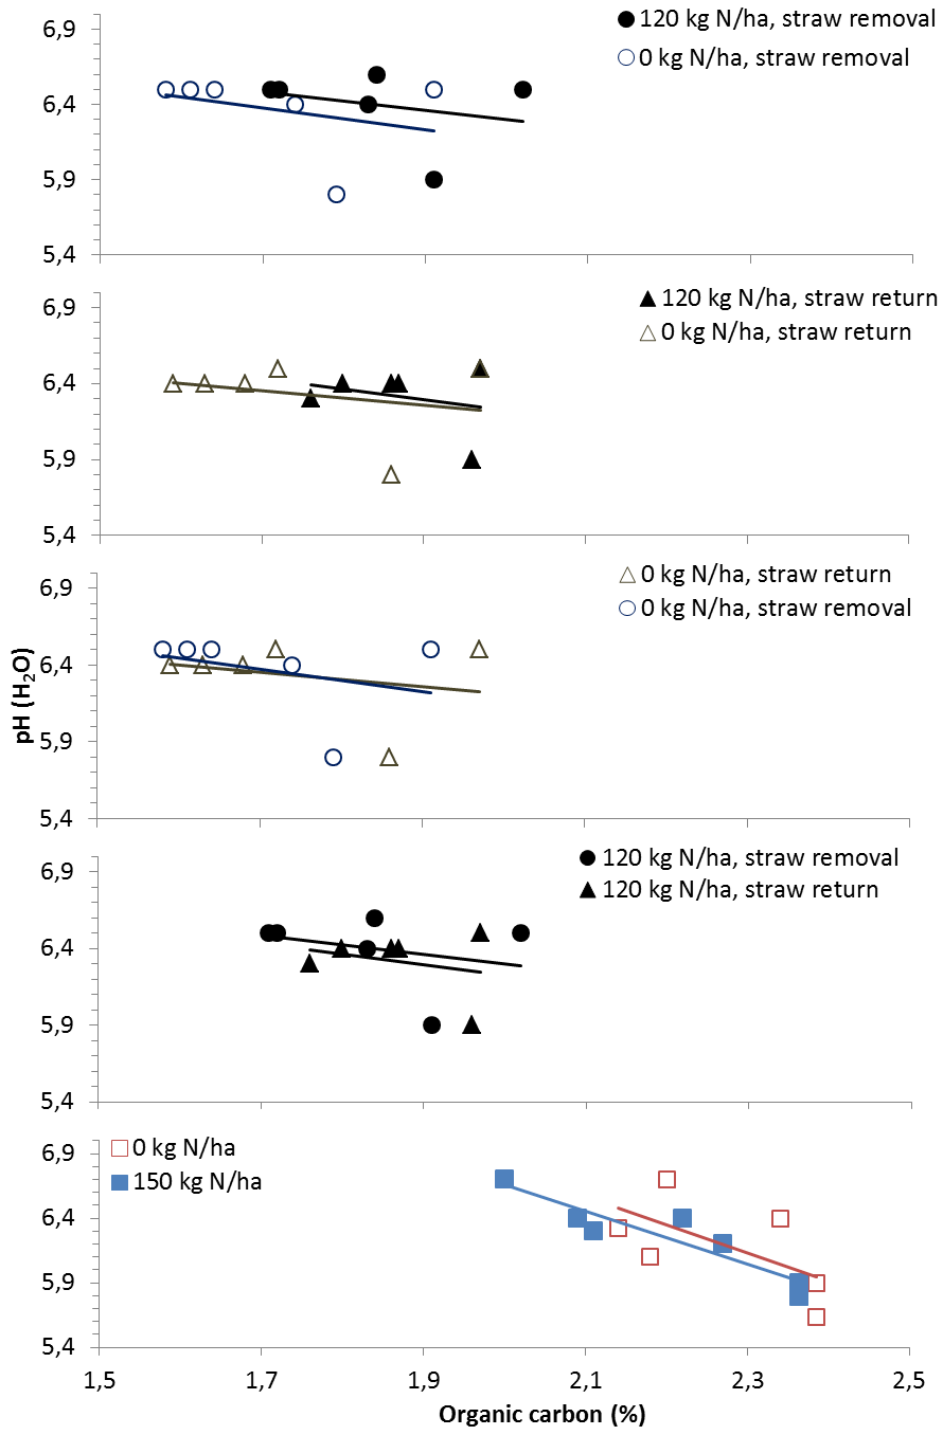 6,9
6,4
5,9
5,4
120 kg N/ha, straw removal
0 kg N/ha, straw removal
6,9
6,4
5,9
5,4
120 kg N/ha, straw return
0 kg N/ha, straw return
pH (H₂O)
6,9
6,4
5,9
5,4
0 kg N/ha, straw return
0 kg N/ha, straw removal
6,9
6,4
5,9
5,4
120 kg N/ha, straw removal
120 kg N/ha, straw return
6,9
6,4
5,9
5,4
0 kg N/ha
150 kg N/ha
1,5 1,7 1,9 2,1 2,3 2,5
Organic carbon (%)